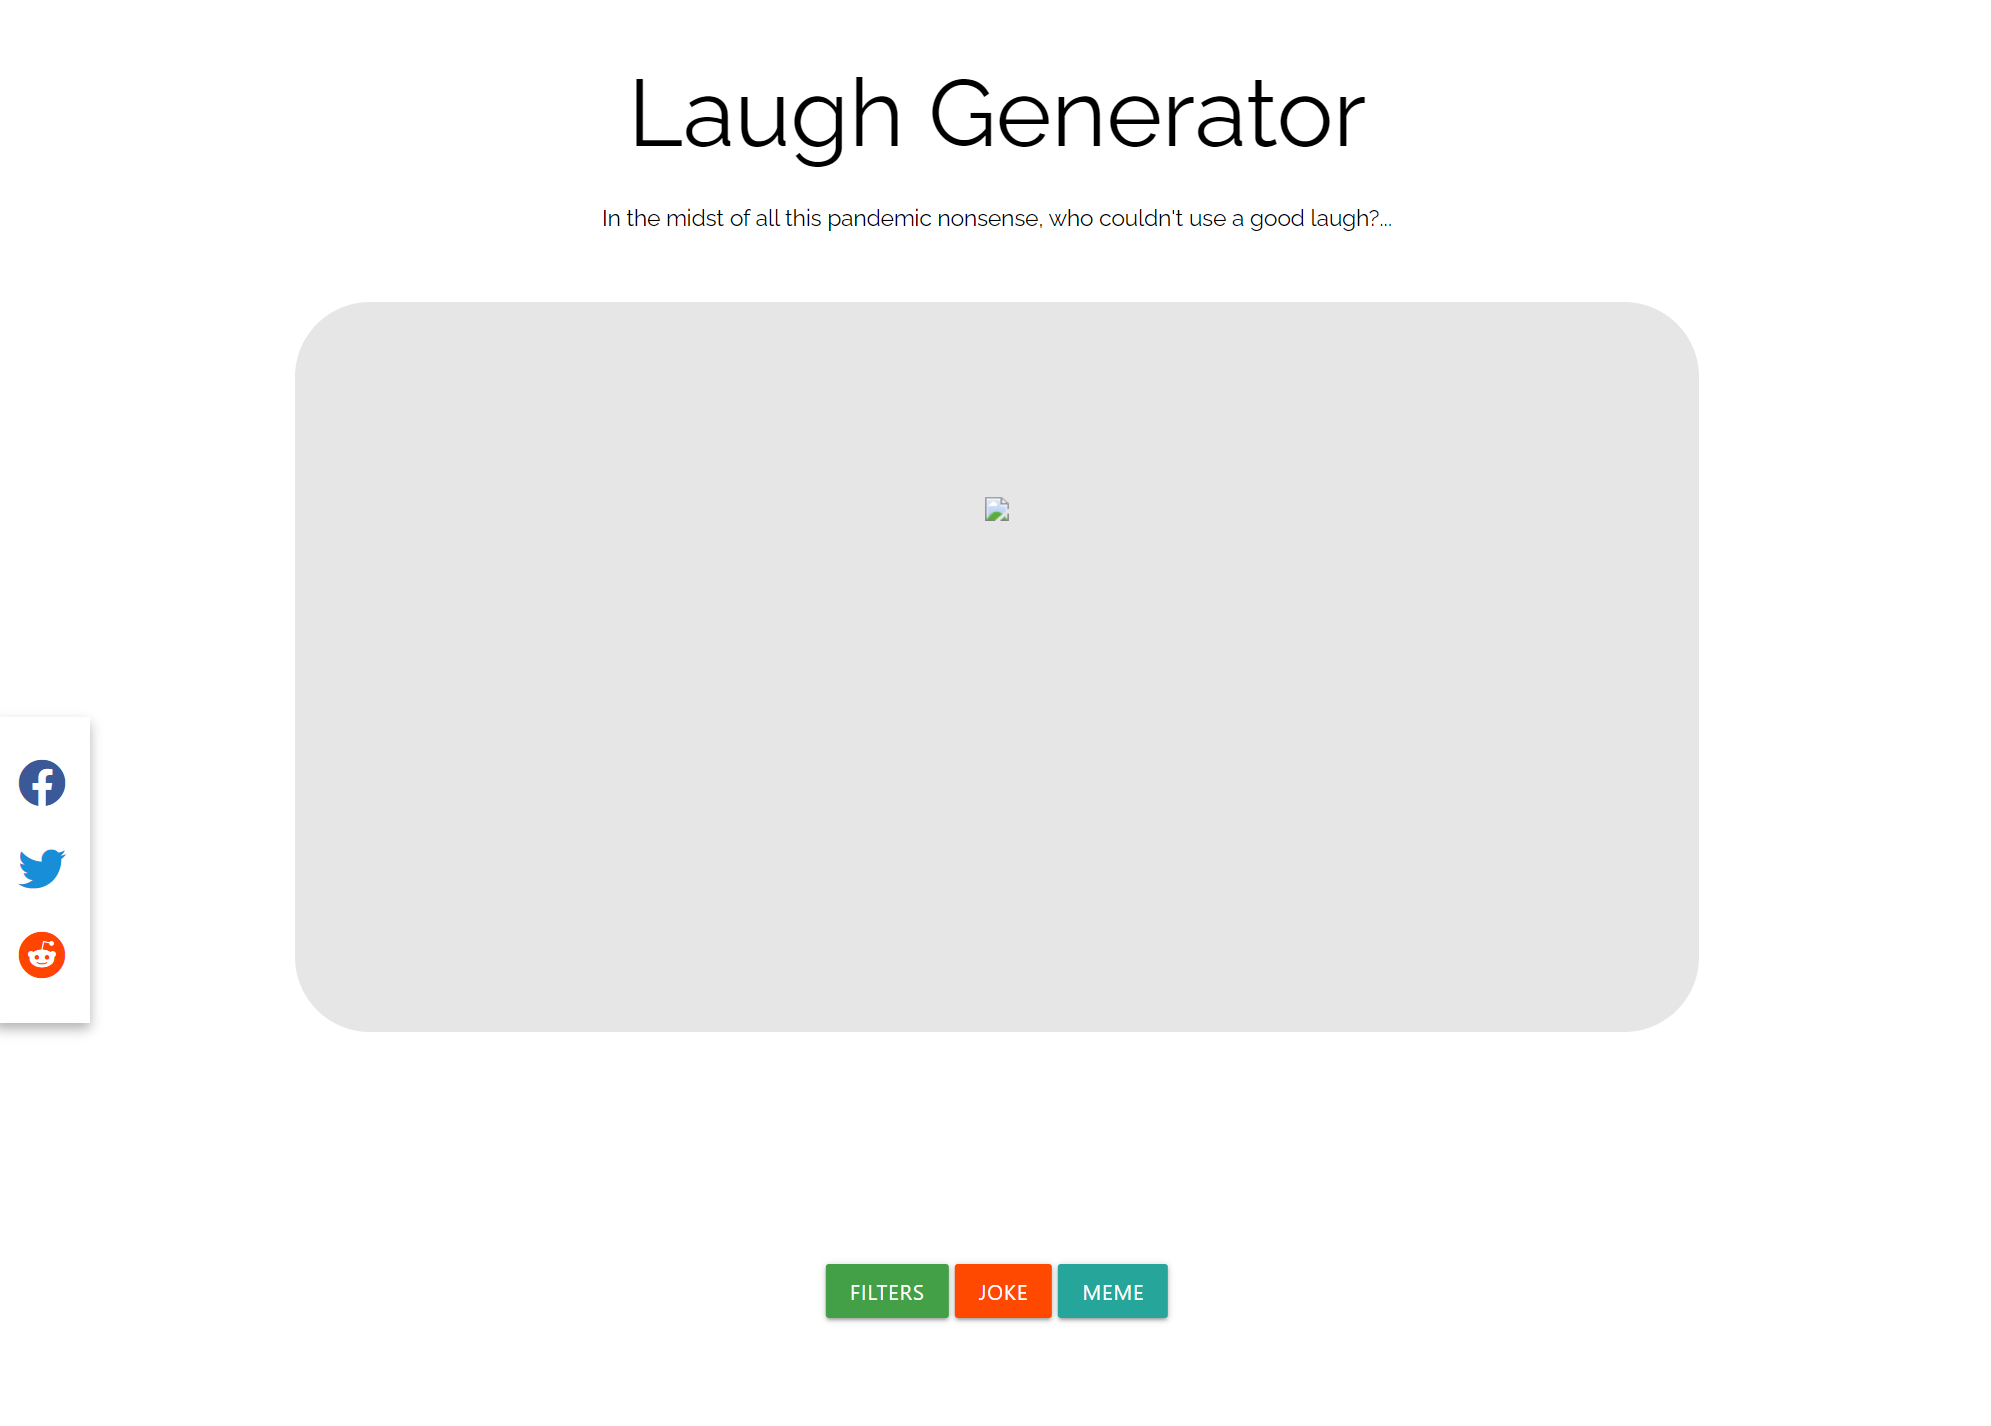 Laugh Generator
In the midst of all this pandemic nonsense, who couldn't use a good laugh?...
FILTERS JOKE MEME